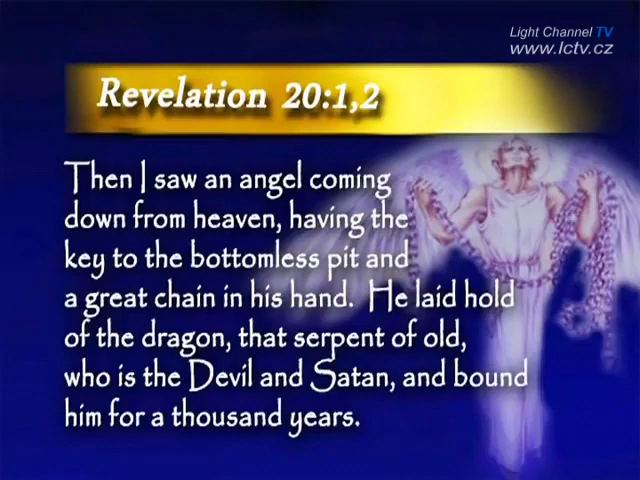 Light Channel TV
www.lctv.cz
Revelation 20:1,2
Then I saw an angel coming
down from heaven, having the
key to the bottomless pit and
a great chain in his hand. He laid hold
of the dragon, that serpent of old,
who is the Devil and Satan, and bound
him for a thousand years.